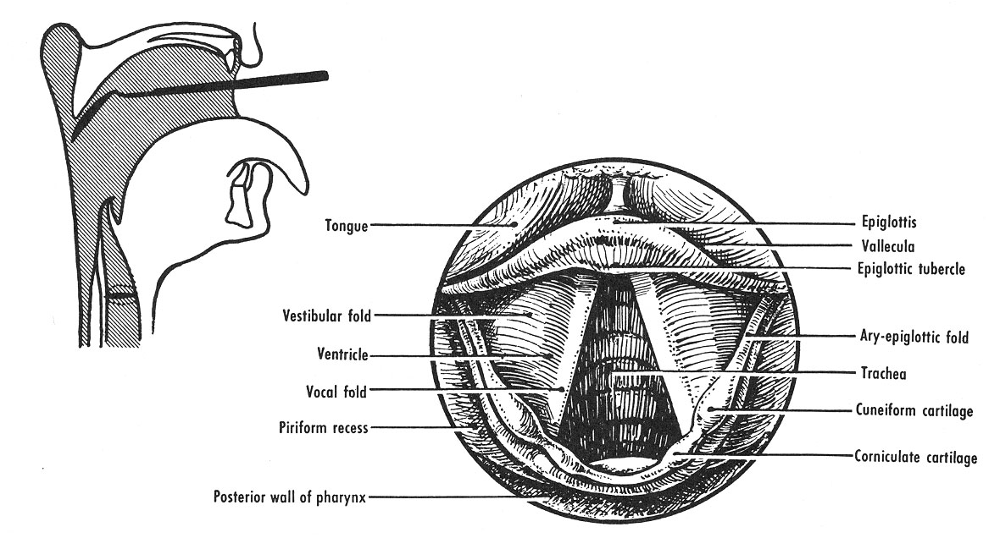 Tongue
Vestibular fold
Ventricle
Vocal fold
Piriform recess
Posterior wall of pharynx
Epiglottis
Vallecula
Epiglottic tubercle
Ary-epiglottic fold
Trachea
Cuneiform cartilage
Corniculate cartilage